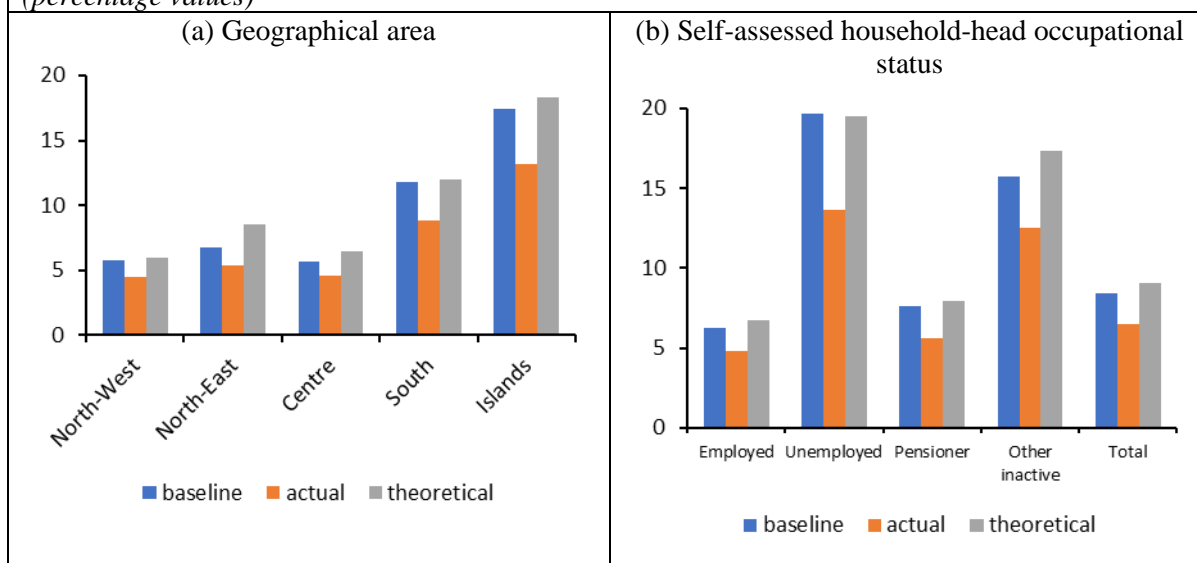 (percentage values)
(a) Geographical area
20
15
10
5
0
North-West
North-East
Centre
South
Islands
baseline actual theoretical
(b) Self-assessed household-head occupational
status
20
15
10
5
0
Employed Unemployed Pensioner Other Total
inactive
baseline actual theoretical